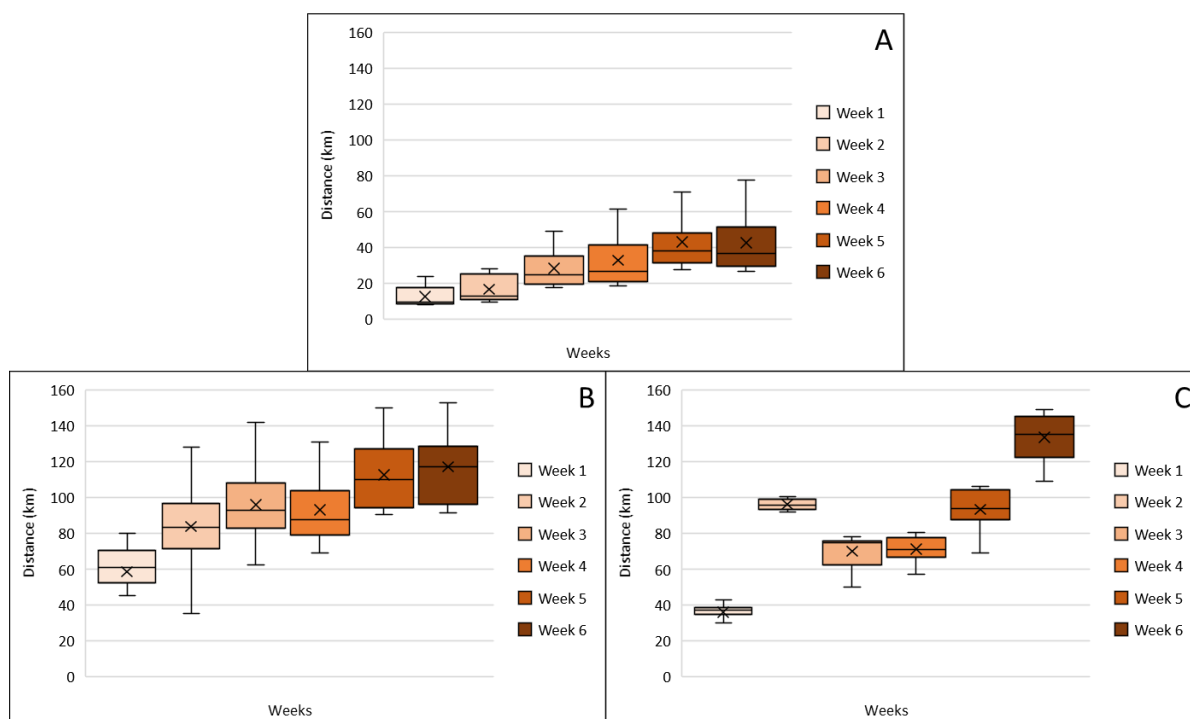 A
160
140
120
100
80
60
40
20
0
Distance (km)
Weeks
Week 1
Week 2
Week 3
Week 4
Week 5
Week 6
B
160
140
120
100
80
60
40
20
0
Distance (km)
Weeks
Week 1
Week 2
Week 3
Week 4
Week 5
Week 6
C
160
140
120
100
80
60
40
20
0
Distance (km)
Weeks
Week 1
Week 2
Week 3
Week 4
Week 5
Week 6